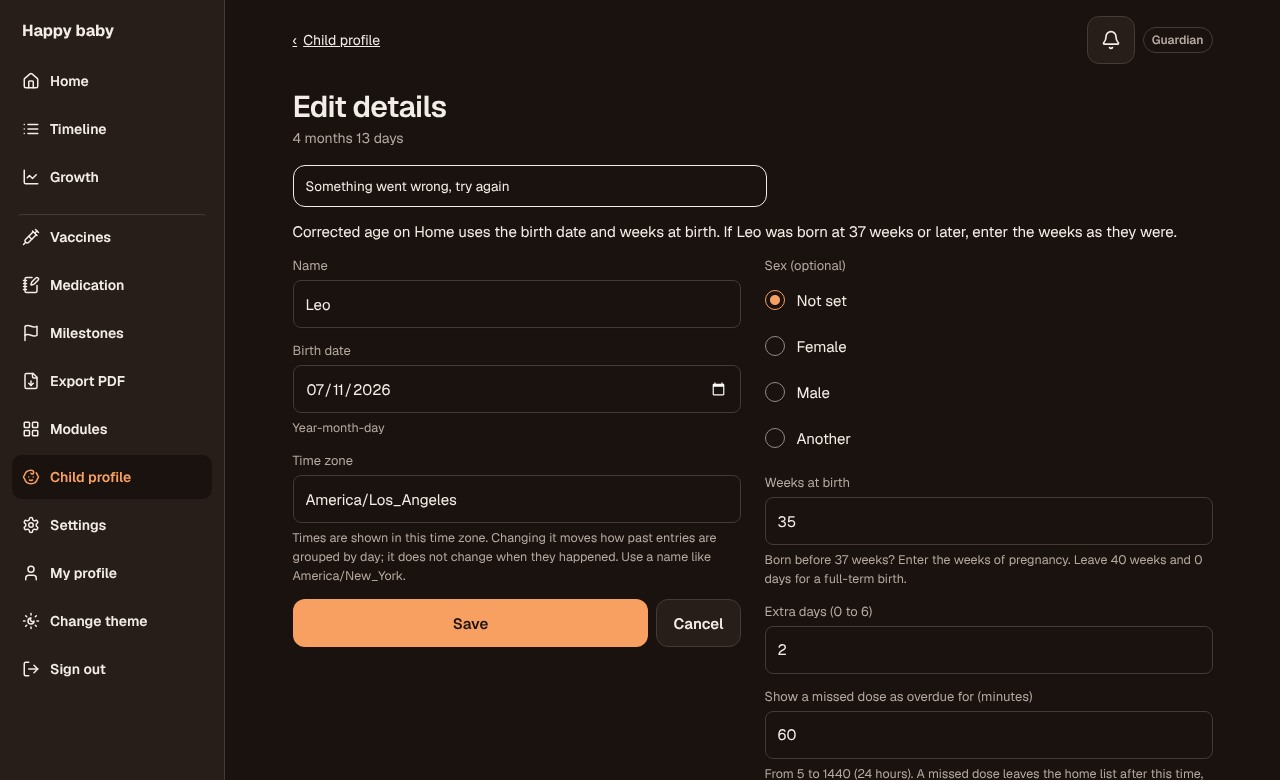 Happy baby
Home
Timeline
Growth
Vaccines
Medication
Milestones
Export PDF
Modules
Child profile
Settings
My profile
Change theme
Sign out
‹ Child profile
Guardian
Edit details
4 months 13 days
Something went wrong, try again
Corrected age on Home uses the birth date and weeks at birth. If Leo was born at 37 weeks or later, enter the weeks as they were.
Name
Leo
Birth date
07/11/2026
Year-month-day
Time zone
America/Los_Angeles
Times are shown in this time zone. Changing it moves how past entries are
grouped by day; it does not change when they happened. Use a name like
America/New_York.
Save
Cancel
Sex (optional)
Not set
Female
Male
Another
Weeks at birth
35
Born before 37 weeks? Enter the weeks of pregnancy. Leave 40 weeks and 0
days for a full-term birth.
Extra days (0 to 6)
2
Show a missed dose as overdue for (minutes)
60
From 5 to 1440 (24 hours). A missed dose leaves the home list after this time,